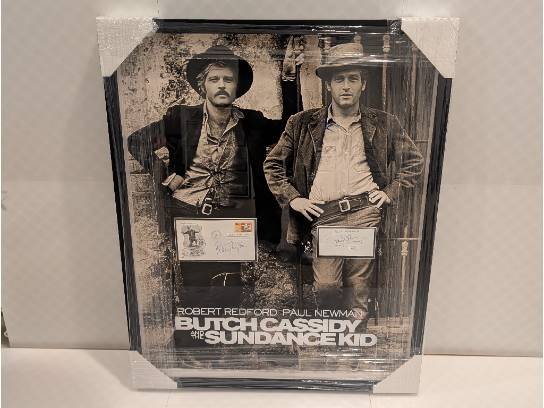 ROBERT REDFORD PAUL NEWMAN
BUTCH CASSIDY
AND THE
SUNDANCE KID